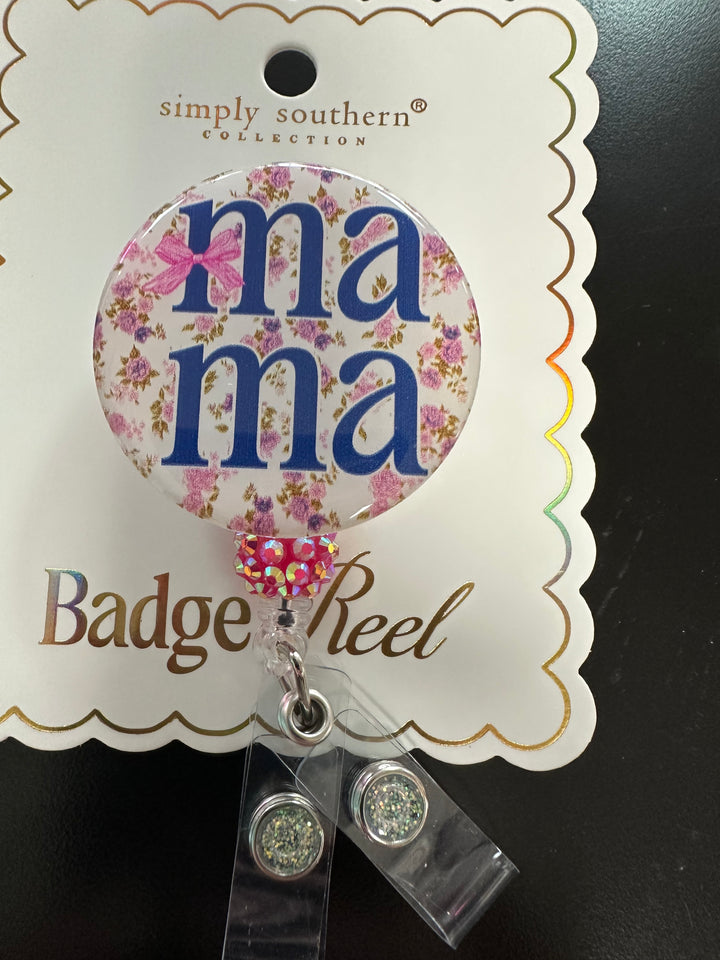 simply southern®
COLLECTION
ma
ma
Badge Reel